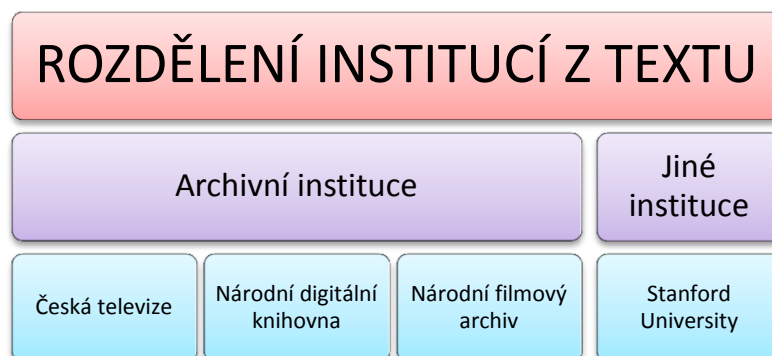 ROZDĚLENÍ INSTITUCÍ Z TEXTU
Archivní instituce
Jiné
instituce
Česká televize
Národní digitální
knihovna
Národní filmový
archiv
Stanford
University